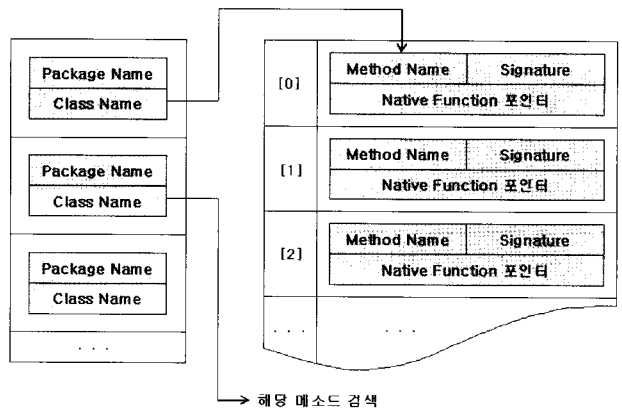 Package Name
Class Name
Package Name
Class Name
Package Name
Class Name
. . .
[0]
Method Name Signature
Native Function 포인터
[1]
Method Name Signature
Native Function 포인터
[2]
Method Name Signature
Native Function 포인터
. . . . . .
해당 메소드 검색